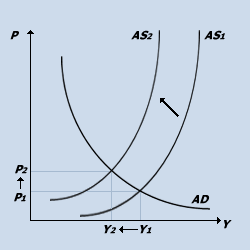 P AS₂ AS₁
P₂
P₁
AD
Y₂ Y₁ Y